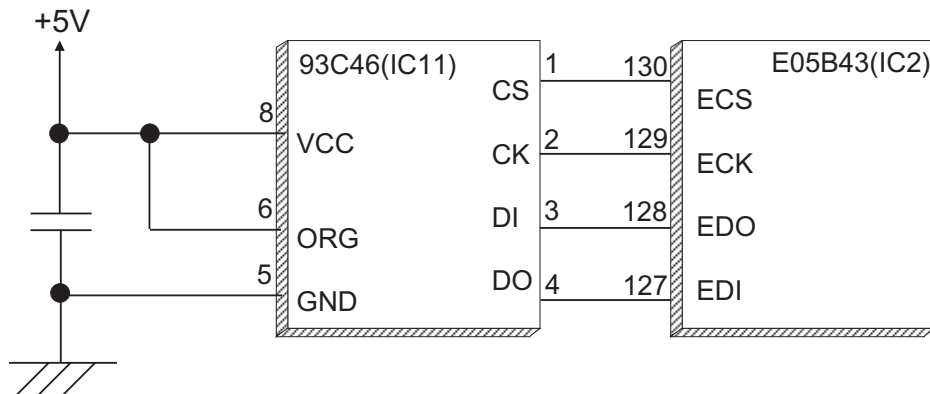 +5V
93C46(IC11)
E05B43(IC2)
8
VCC
6
ORG
5
GND
CS
1
130
ECS
CK
2
129
ECK
DI
3
128
EDO
DO
4
127
EDI